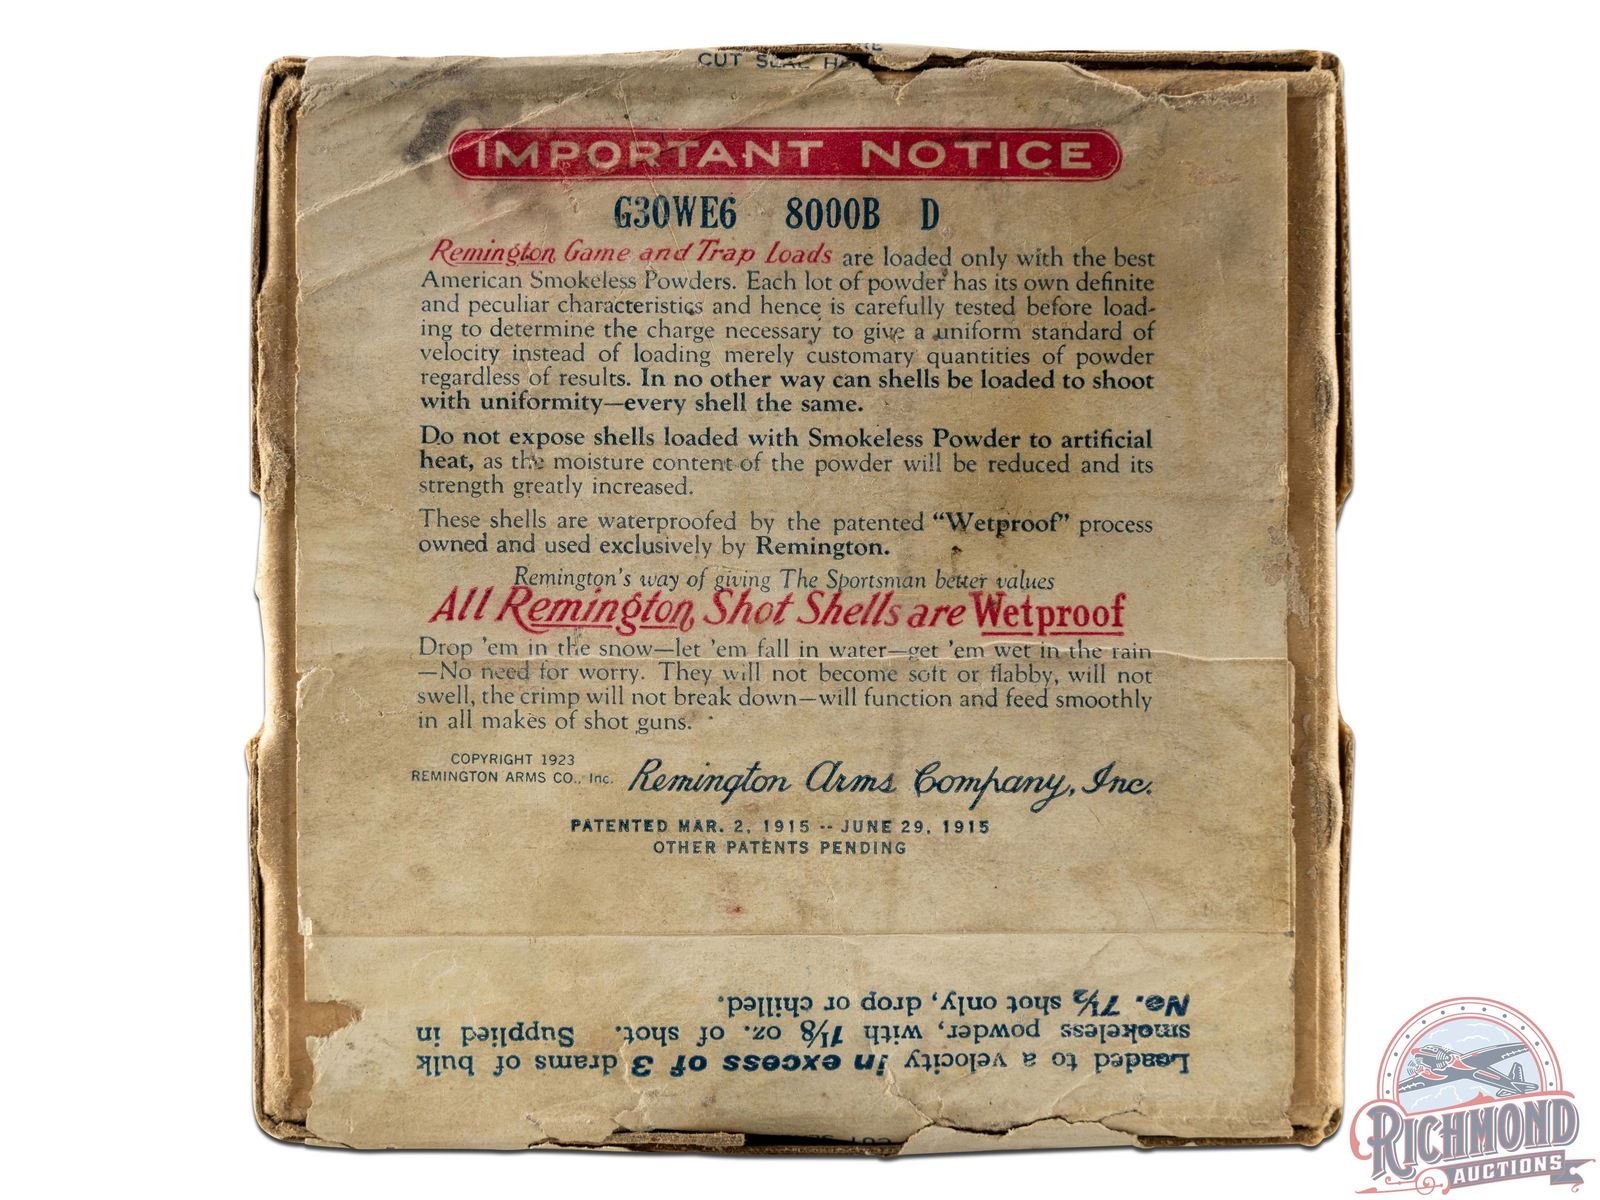 CUT SEAL
IMPORTANT NOTICE
G30WE6 8000B D
Remington Game and Trap Loads are loaded only with the best
American Smokeless Powders. Each lot of powder has its own definite
and peculiar characteristics and hence is carefully tested before load-
ing to determine the charge necessary to give a uniform standard of
velocity instead of loading merely customary quantities of powder
regardless of results. In no other way can shells be loaded to shoot
with uniformity—every shell the same.
Do not expose shells loaded with Smokeless Powder to artificial
heat, as the moisture content of the powder will be reduced and its
strength greatly increased.
These shells are waterproofed by the patented “Wetproof” process
owned and used exclusively by Remington.
Remington's way of giving The Sportsman better values
All Remington, Shot Shells are Wetproof
Drop 'em in the snow—let 'em fall in water—get 'em wet in the rain
—No need for worry. They will not become soft or flabby, will not
swell, the crimp will not break down—will function and feed smoothly
in all makes of shot guns.
COPYRIGHT 1923
REMINGTON ARMS CO., Inc.
Remington Arms Company, Inc.
PATENTED MAR. 2, 1915 -- JUNE 29, 1915
OTHER PATENTS PENDING
Loaded to a velocity in excess of 3 drams of bulk
smokeless powder, with 1⅛ oz. of shot. Supplied in
No. 7½ shot only, drop or chilled.
RICHMOND
AUCTIONS